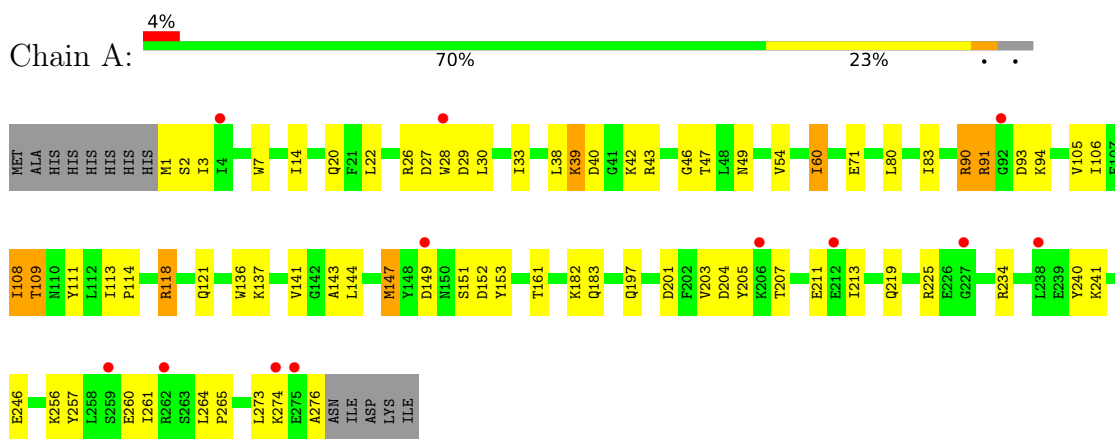 4%
Chain A:
70% 23% • •
MET ALA HIS HIS HIS HIS HIS HIS M1 S2 I3 I4 W7 I14 Q20 F21 L22 R26 D27 W28 D29 L30 I33 L38 K39 D40 G41 K42 R43 G46 T47 L48 N49 V54 I60 E71 L80 I83 R90 R91 G92 D93 K94 V105 I106 E107
I108 T109 N110 Y111 L112 I113 P114 R118 Q121 W136 K137 V141 G142 A143 L144 M147 Y148 D149 N150 S151 D152 Y153 T161 K182 Q183 Q197 D201 F202 V203 D204 Y205 K206 T207 E211 E212 I213 Q219 R225 E226 G227 R234 L238 E239 Y240 K241
E246 K256 Y257 L258 S259 E260 I261 R262 S263 L264 P265 L273 K274 E275 A276 ASN ILE ASP LYS ILE